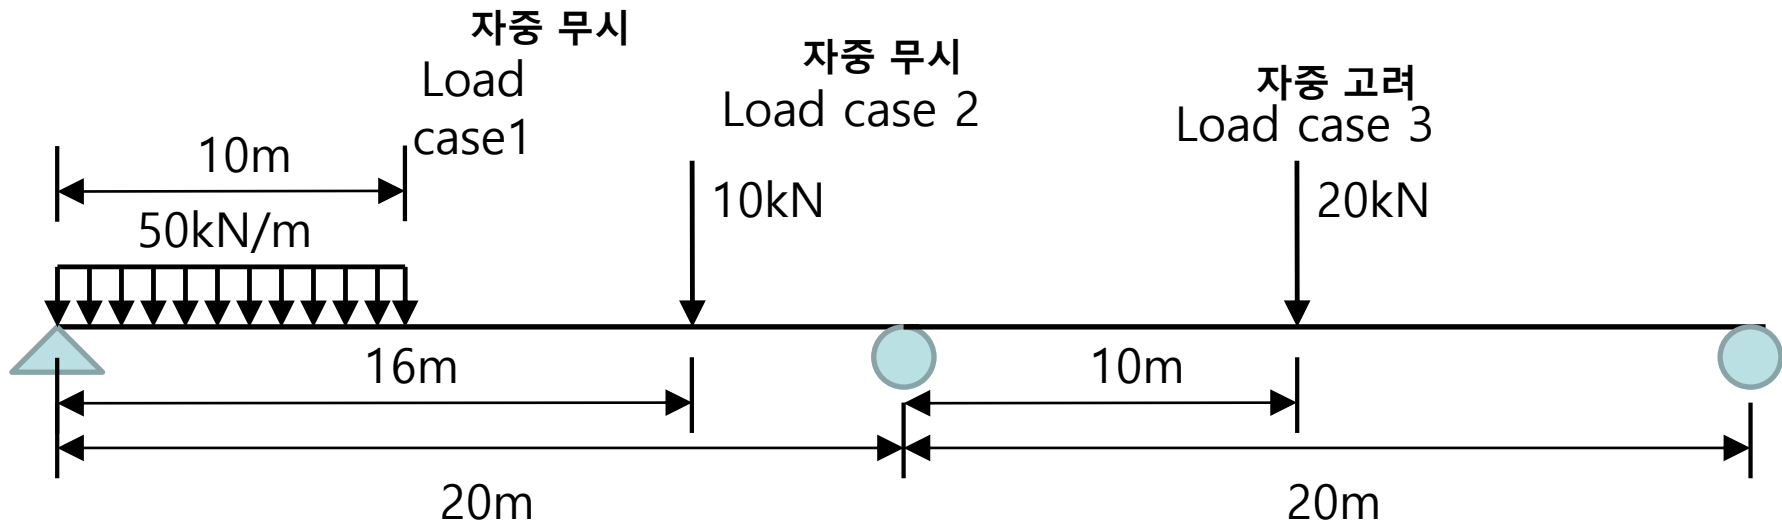 자중 무시
Load
case1
자중 무시
Load case 2
자중 고려
Load case 3
10m
50kN/m
10kN
20kN
16m
10m
20m
20m